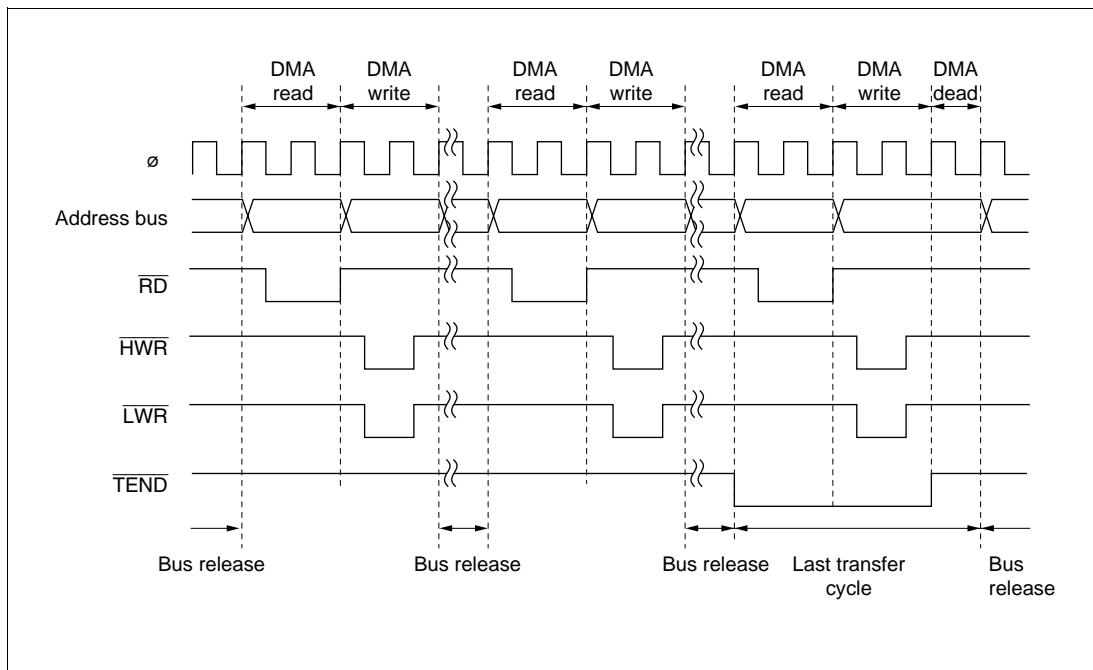 DMA read
DMA write
DMA read
DMA write
DMA read
DMA write
DMA dead
ø
Address bus
RD
HWR
LWR
TEND
Bus release
Bus release
Bus release
Last transfer cycle
Bus release